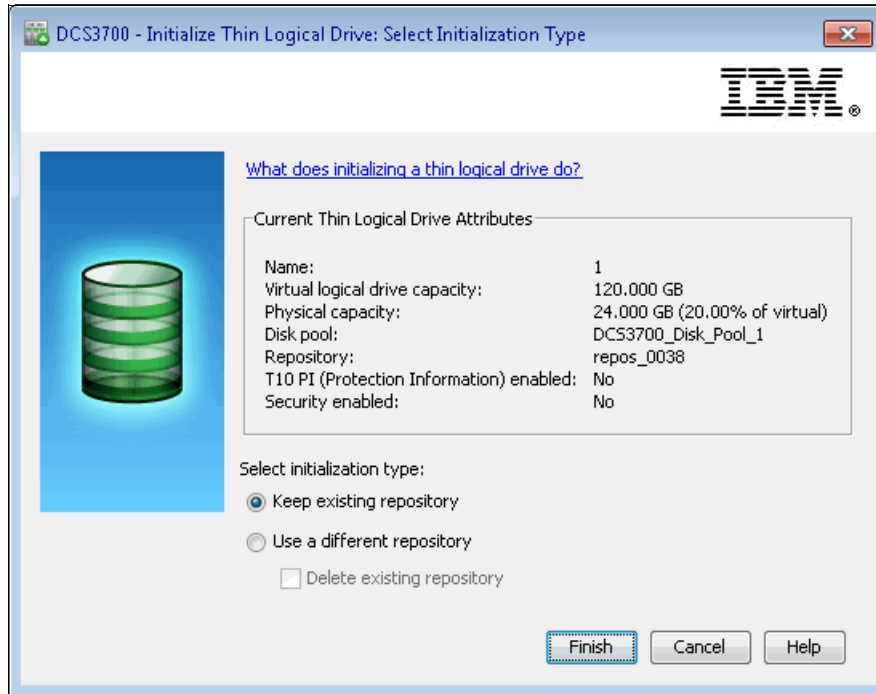 DCS3700 - Initialize Thin Logical Drive: Select Initialization Type
IBM®
What does initializing a thin logical drive do?
Current Thin Logical Drive Attributes
Name: 1
Virtual logical drive capacity: 120.000 GB
Physical capacity: 24.000 GB (20.00% of virtual)
Disk pool: DCS3700_Disk_Pool_1
Repository: repos_0038
T10 PI (Protection Information) enabled: No
Security enabled: No
Select initialization type:
Keep existing repository
Use a different repository
Delete existing repository
Finish Cancel Help